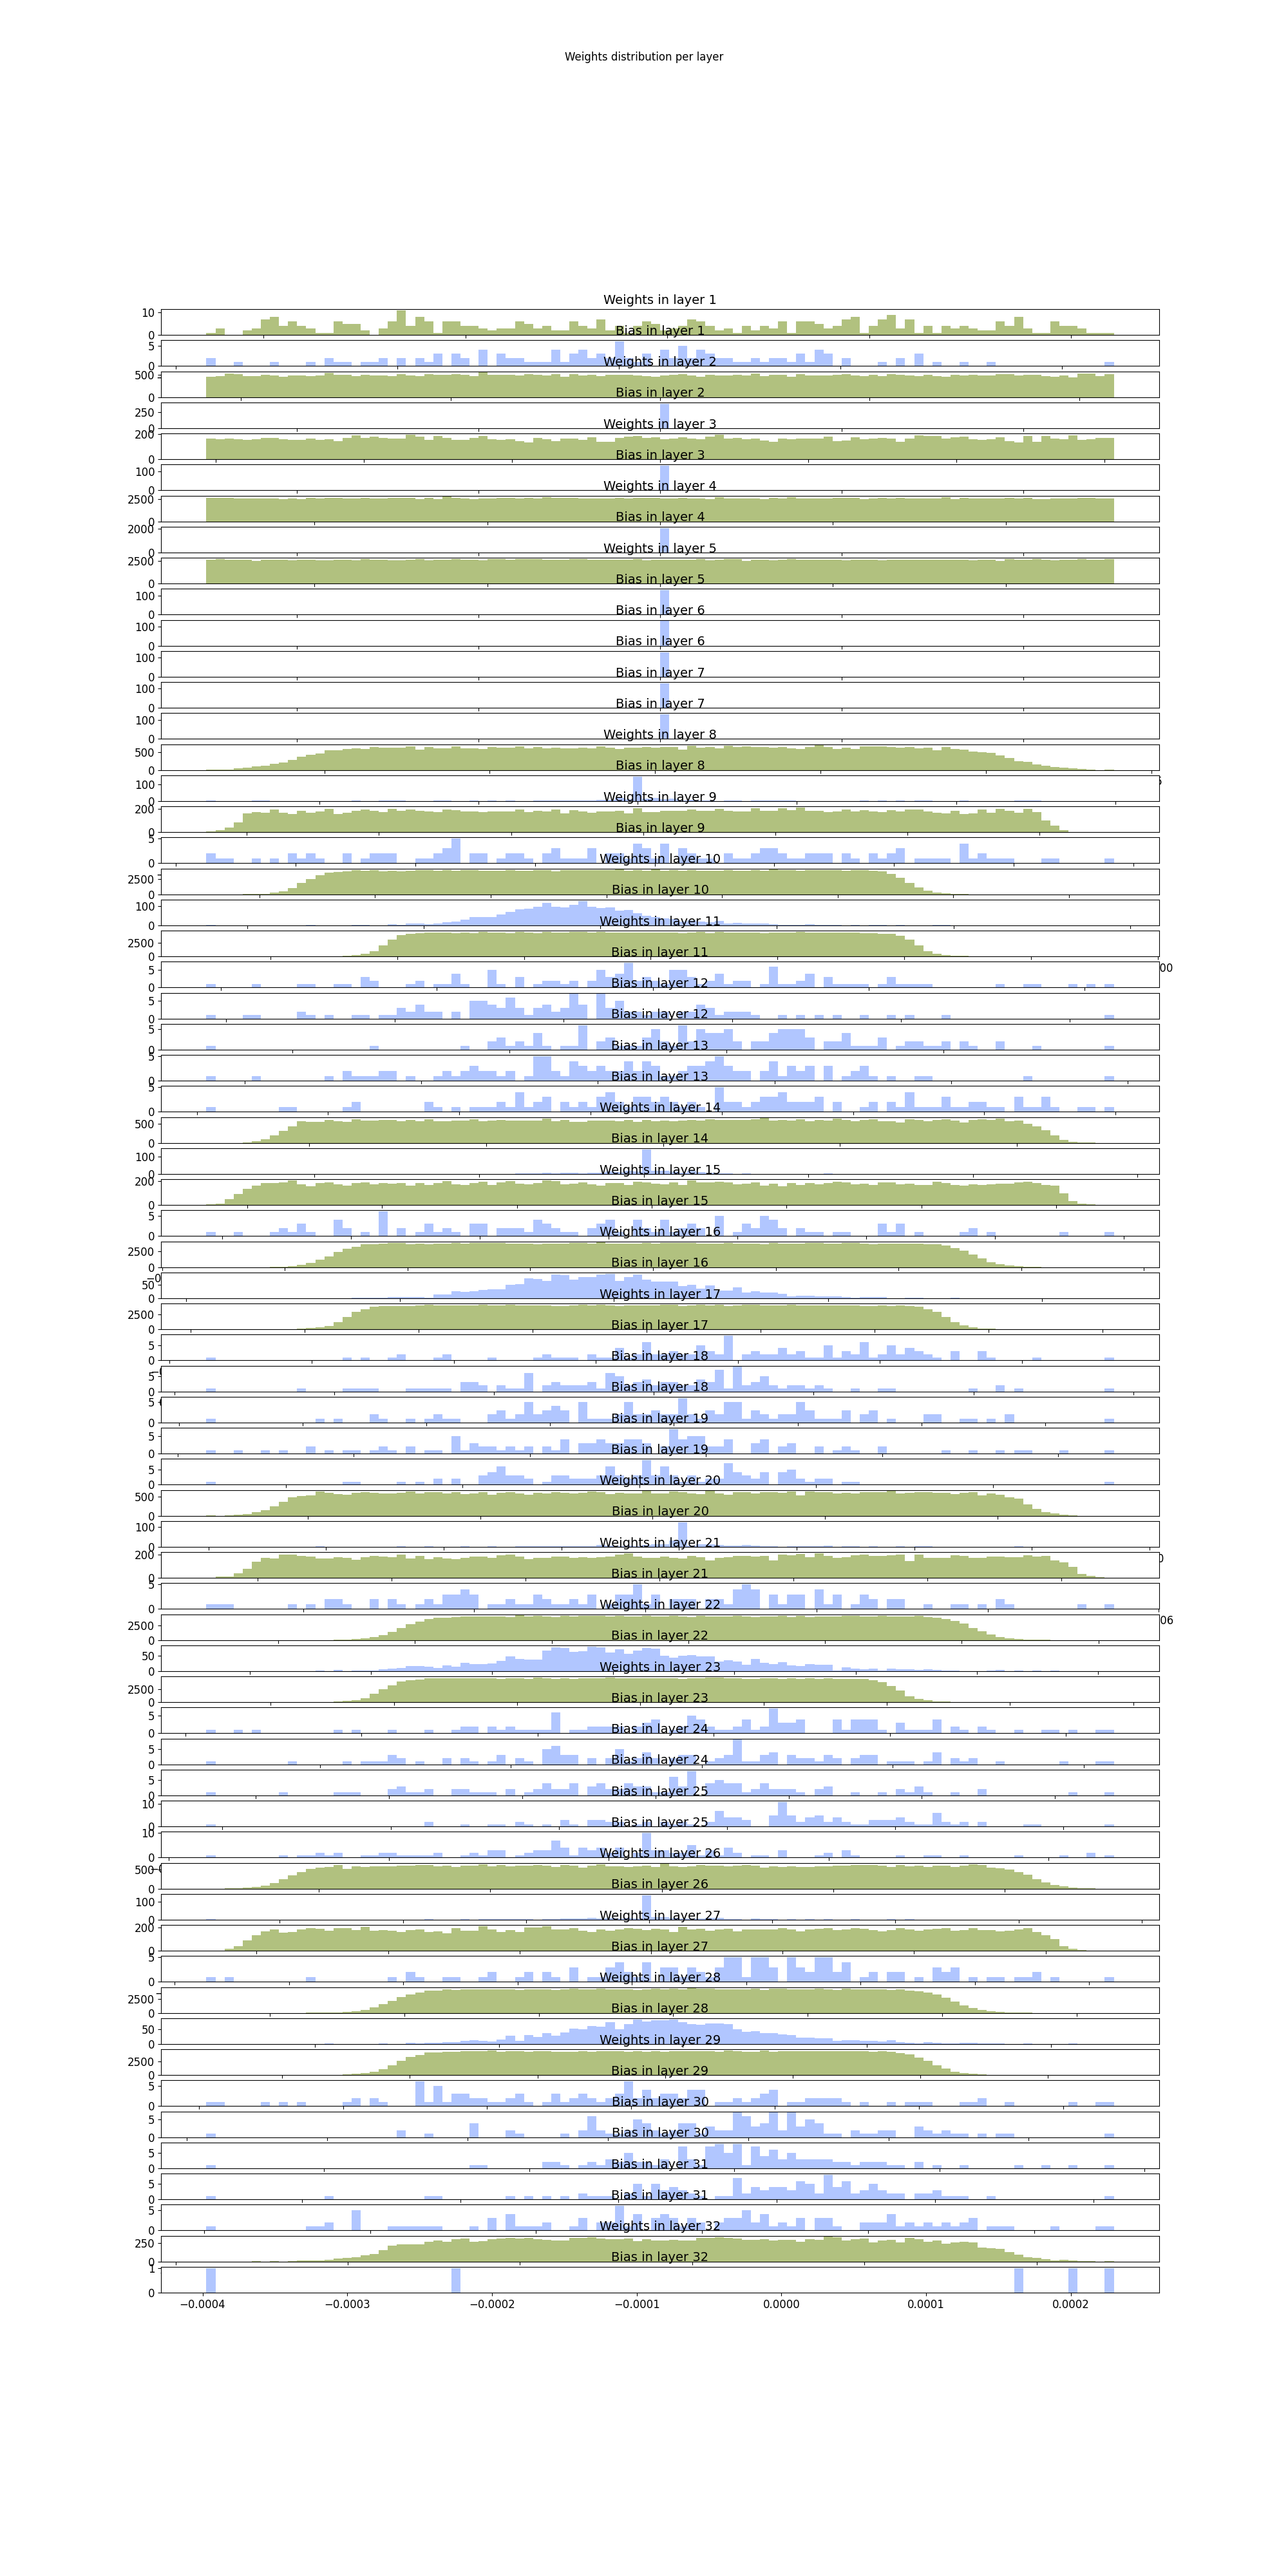 Weights distribution per layer
Weights in layer 1
10
0
Bias in layer 1
5
0
Weights in layer 2
500
0
Bias in layer 2
250
0
Weights in layer 3
200
0
Bias in layer 3
100
0
Weights in layer 4
2500
0
Bias in layer 4
2000
0
Weights in layer 5
2500
0
Bias in layer 5
100
0
Bias in layer 6
100
0
Bias in layer 6
100
0
Bias in layer 7
100
0
Bias in layer 7
100
0
Weights in layer 8
500
0
Bias in layer 8
100
0
Weights in layer 9
200
0
Bias in layer 9
5
0
Weights in layer 10
2500
0
Bias in layer 10
100
0
Weights in layer 11
2500
0
Bias in layer 11
00
5
0
Bias in layer 12
5
0
Bias in layer 12
5
0
Bias in layer 13
5
0
Bias in layer 13
5
0
Weights in layer 14
500
0
Bias in layer 14
100
0
Weights in layer 15
200
0
Bias in layer 15
5
0
Weights in layer 16
2500
0
Bias in layer 16
−0
50
0
Weights in layer 17
2500
0
Bias in layer 17
5
0
Bias in layer 18
5
0
Bias in layer 18
5
0
Bias in layer 19
5
0
Bias in layer 19
5
0
Weights in layer 20
500
0
Bias in layer 20
100
0
Weights in layer 21
200
0
Bias in layer 21
5
0
Weights in layer 22
06
2500
0
Bias in layer 22
50
0
Weights in layer 23
2500
0
Bias in layer 23
5
0
Bias in layer 24
5
0
Bias in layer 24
5
0
Bias in layer 25
10
0
Bias in layer 25
10
0
Weights in layer 26
500
0
Bias in layer 26
100
0
Weights in layer 27
200
0
Bias in layer 27
5
0
Weights in layer 28
2500
0
Bias in layer 28
50
0
Weights in layer 29
2500
0
Bias in layer 29
5
0
Bias in layer 30
5
0
Bias in layer 30
5
0
Bias in layer 31
5
0
Bias in layer 31
5
0
Weights in layer 32
250
0
Bias in layer 32
1
0
−0.0004 −0.0003 −0.0002 −0.0001 0.0000 0.0001 0.0002